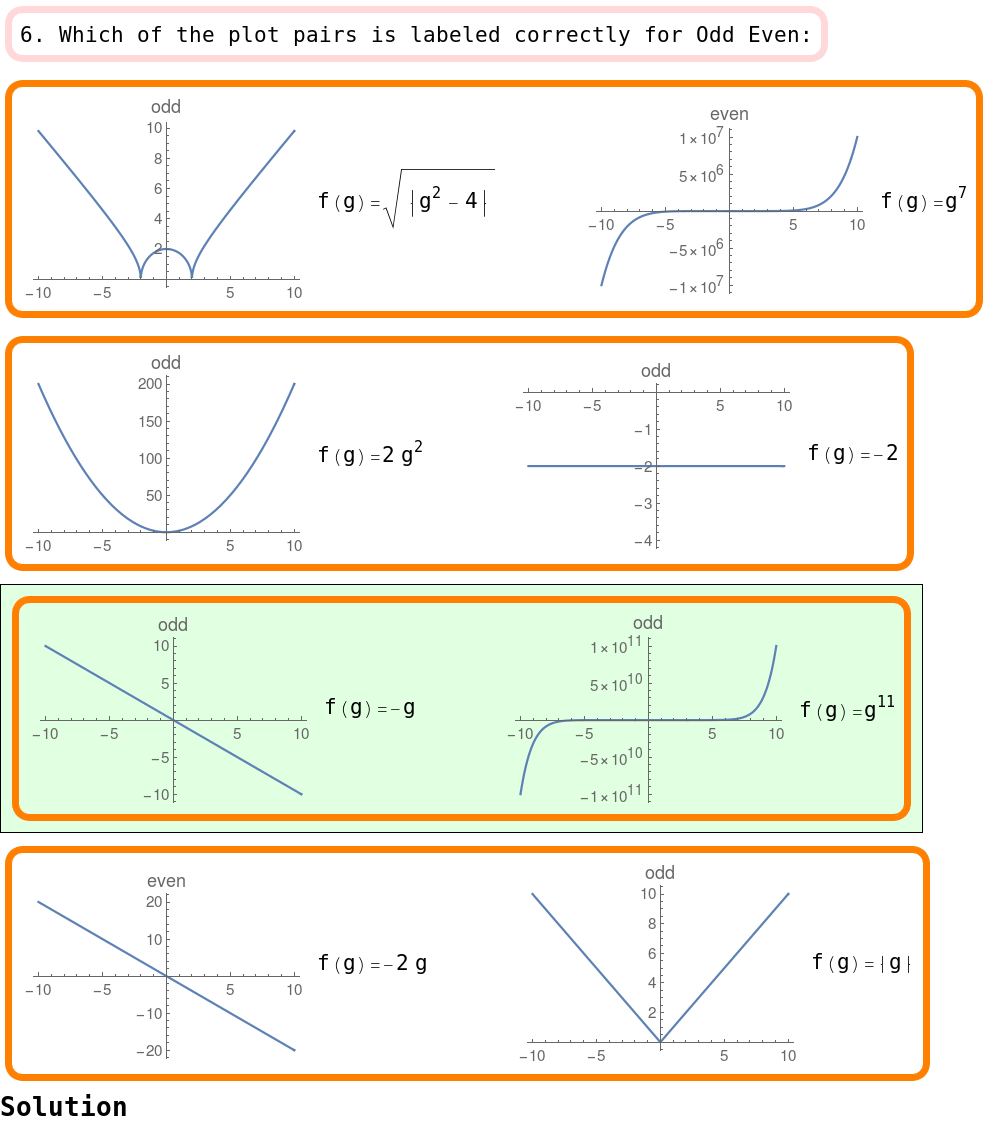 6. Which of the plot pairs is labeled correctly for Odd Even:
odd
10
8
6
4
2
−10 −5 5 10
f(g)=√|g² − 4|
even
1×10⁷
5×10⁶
−10 −5 5 10
−5×10⁶
−1×10⁷
f(g)=g⁷
odd
200
150
100
50
−10 −5 5 10
f(g)=2 g²
odd
−10 −5 5 10
−1
−2
−3
−4
f(g)=−2
odd
10
5
−10 −5 5 10
−5
−10
f(g)=−g
odd
1×10¹¹
5×10¹⁰
−10 −5 5 10
−5×10¹⁰
−1×10¹¹
f(g)=g¹¹
even
20
10
−10 −5 5 10
−10
−20
f(g)=−2 g
odd
10
8
6
4
2
−10 −5 5 10
f(g)=|g|
Solution